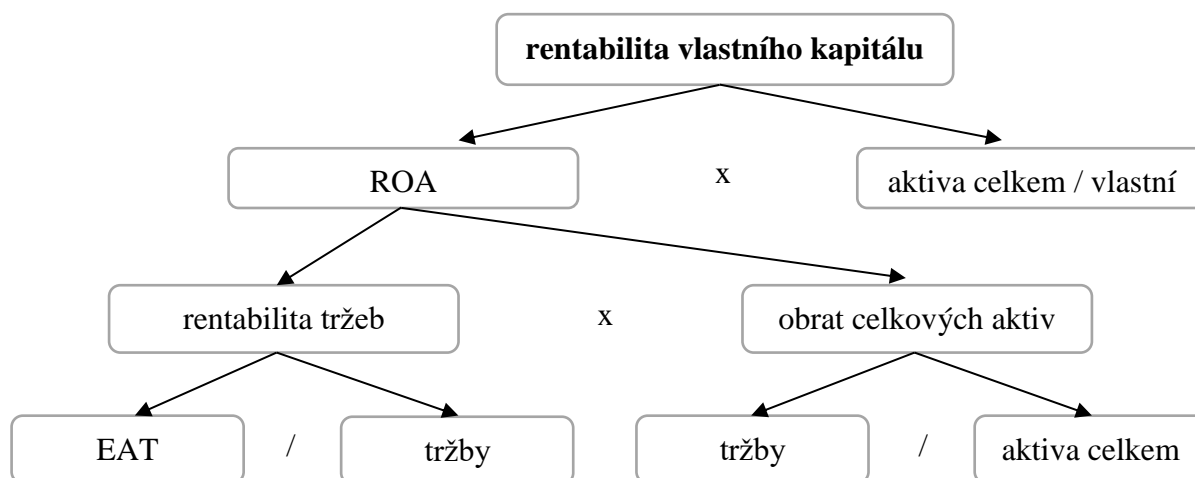 rentabilita vlastního kapitálu
ROA x aktiva celkem / vlastní
rentabilita tržeb x obrat celkových aktiv
EAT / tržby tržby / aktiva celkem